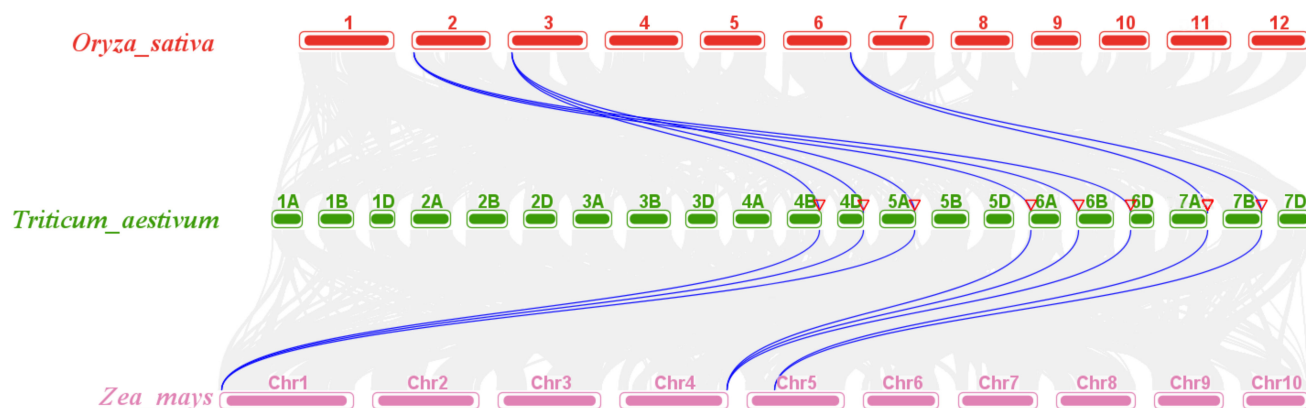 1 2 3 4 5 6 7 8 9 10 11 12
Oryza_sativa
1A 1B 1D 2A 2B 2D 3A 3B 3D 4A 4B 4D 5A 5B 5D 6A 6B 6D 7A 7B 7D
Triticum_aestivum
Chr1 Chr2 Chr3 Chr4 Chr5 Chr6 Chr7 Chr8 Chr9 Chr10
Zea_mays